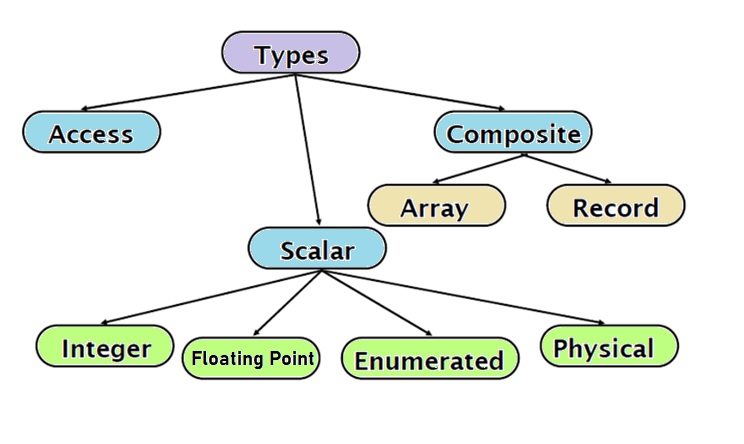 Types
Access
Composite
Array
Record
Scalar
Integer
Floating Point
Enumerated
Physical